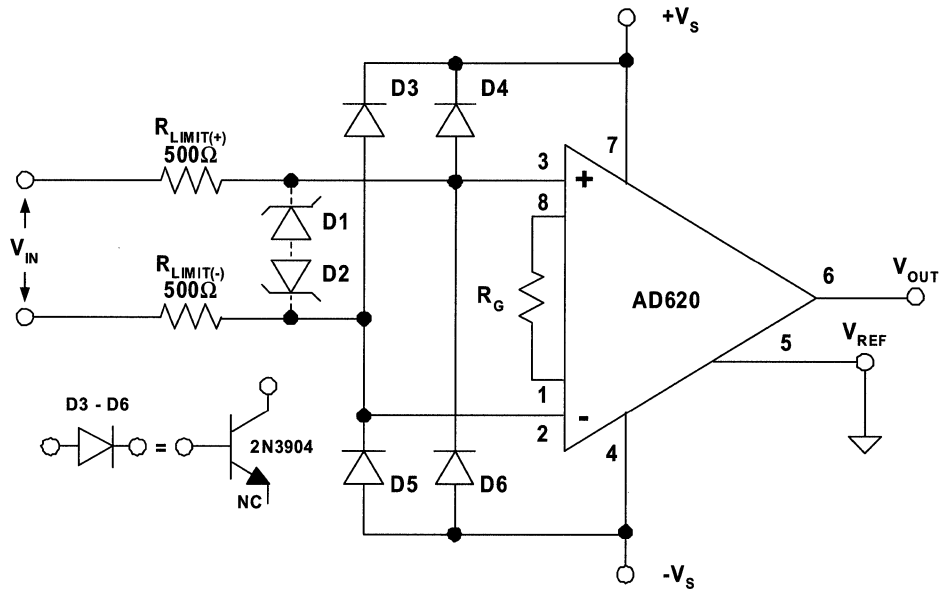 +VS
D3
D4
RLIMIT(+)
500Ω
3
7
+
8
VIN
D1
D2
RLIMIT(-)
500Ω
RG
AD620
6
VOUT
5
VREF
1
-
2
4
D3 - D6
=
2N3904
NC
D5
D6
-VS